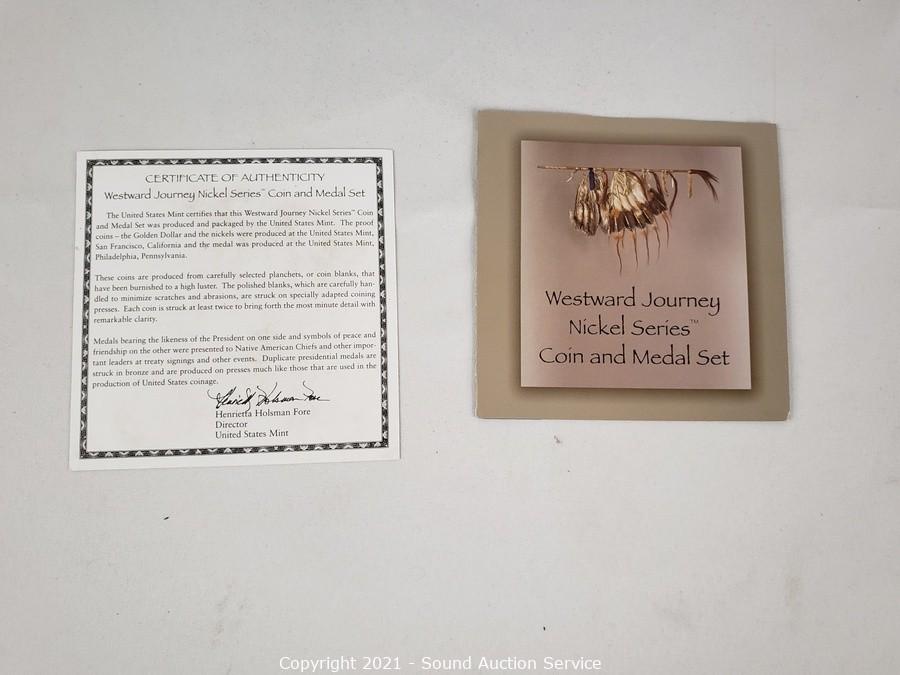 CERTIFICATE OF AUTHENTICITY
Westward Journey Nickel Series™ Coin and Medal Set
The United States Mint certifies that this Westward Journey Nickel Series™ Coin
and Medal Set was produced and packaged by the United States Mint. The proof
coins – the Golden Dollar and the nickels were produced at the United States Mint,
San Francisco, California and the medal was produced at the United States Mint,
Philadelphia, Pennsylvania.
These coins are produced from carefully selected planchets, or coin blanks, that
have been burnished to a high luster. The polished blanks, which are carefully han-
dled to minimize scratches and abrasions, are struck on specially adapted coining
presses. Each coin is struck at least twice to bring forth the most minute detail with
remarkable clarity.
Medals bearing the likeness of the President on one side and symbols of peace and
friendship on the other were presented to Native American Chiefs and other impor-
tant leaders at treaty signings and other events. Duplicate presidential medals are
struck in bronze and are produced on presses much like those that are used in the
production of United States coinage.
Henrietta Holsman Fore
Henrietta Holsman Fore
Director
United States Mint
Westward Journey
Nickel Series™
Coin and Medal Set
Copyright 2021 - Sound Auction Service